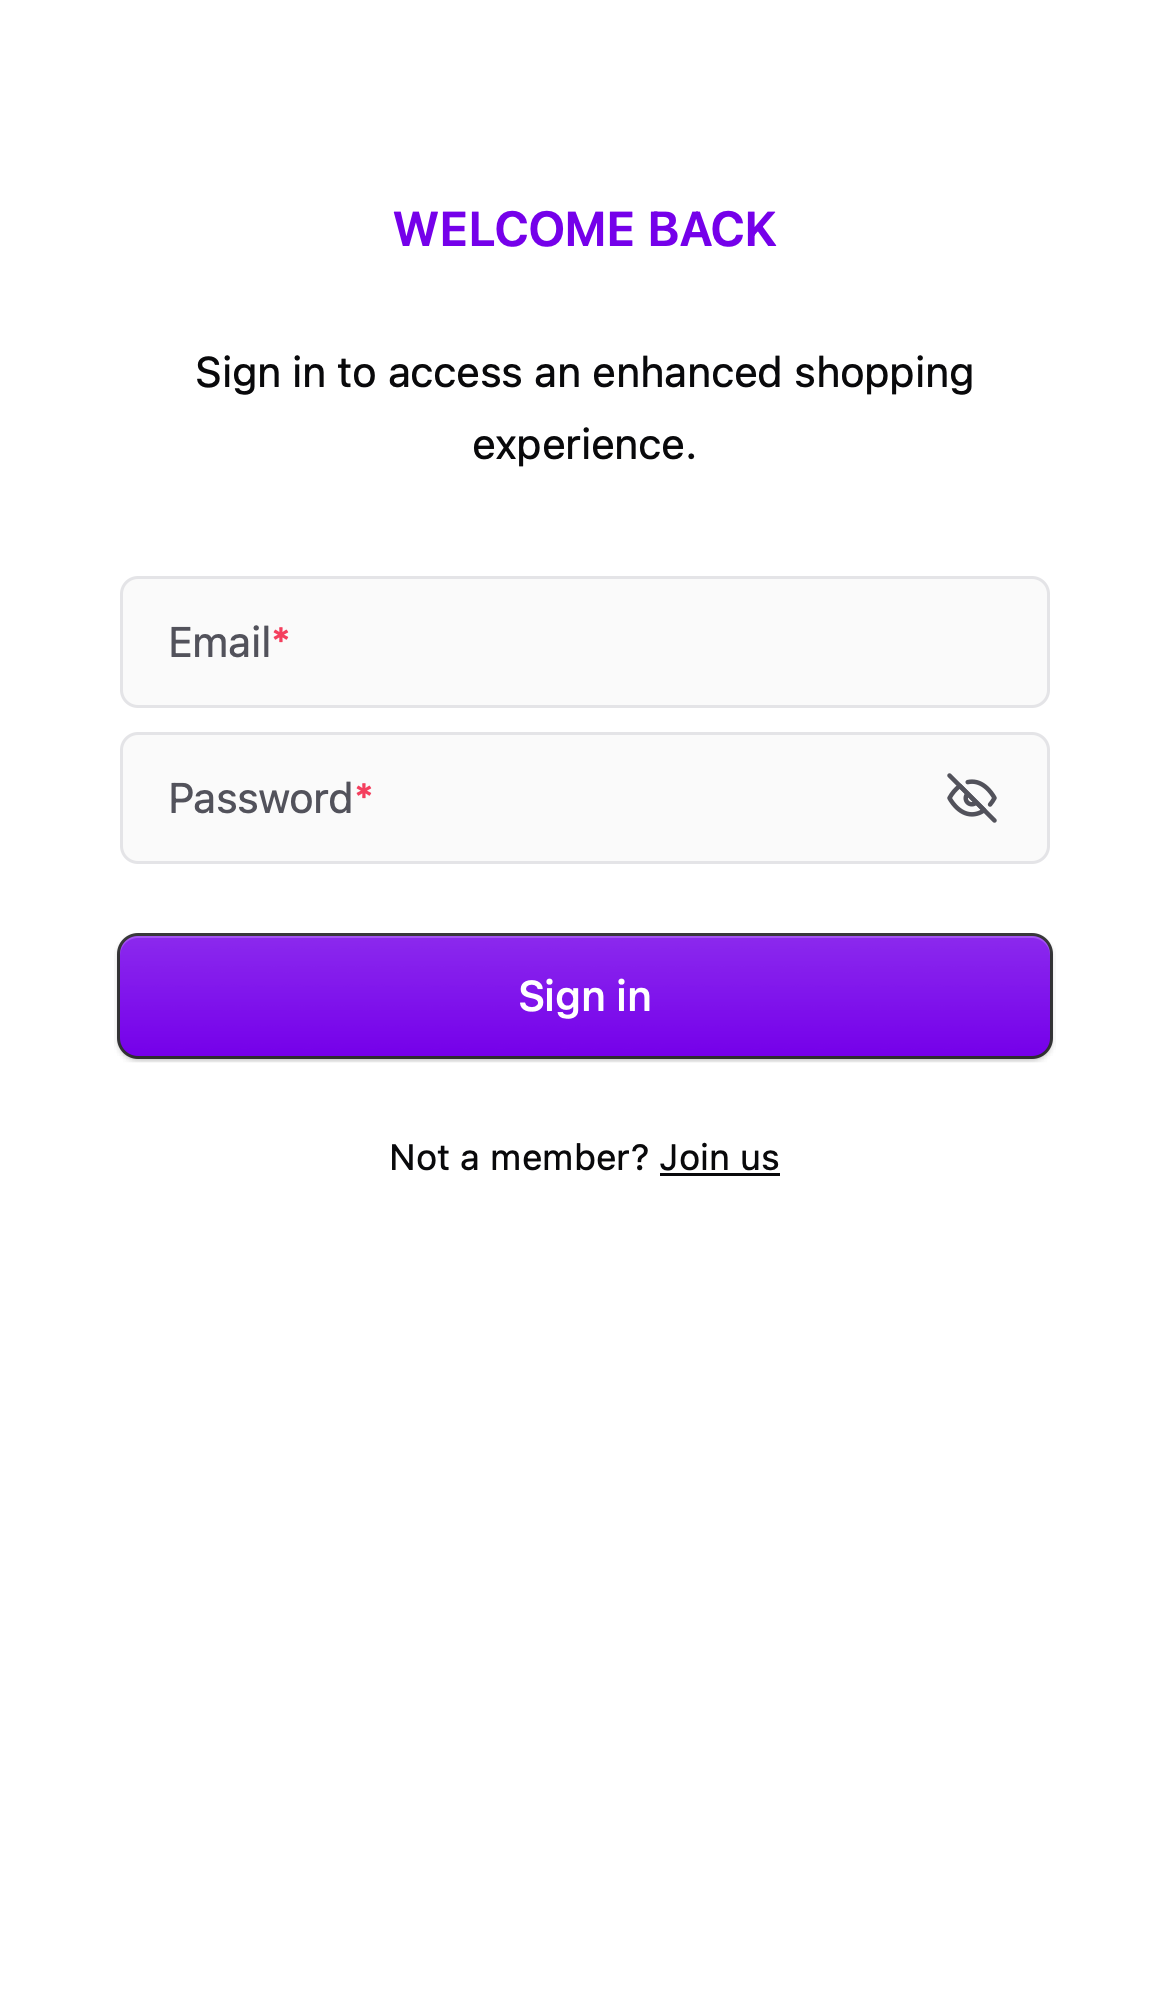 WELCOME BACK
Sign in to access an enhanced shopping
experience.
Email*
Password*
Sign in
Not a member? Join us